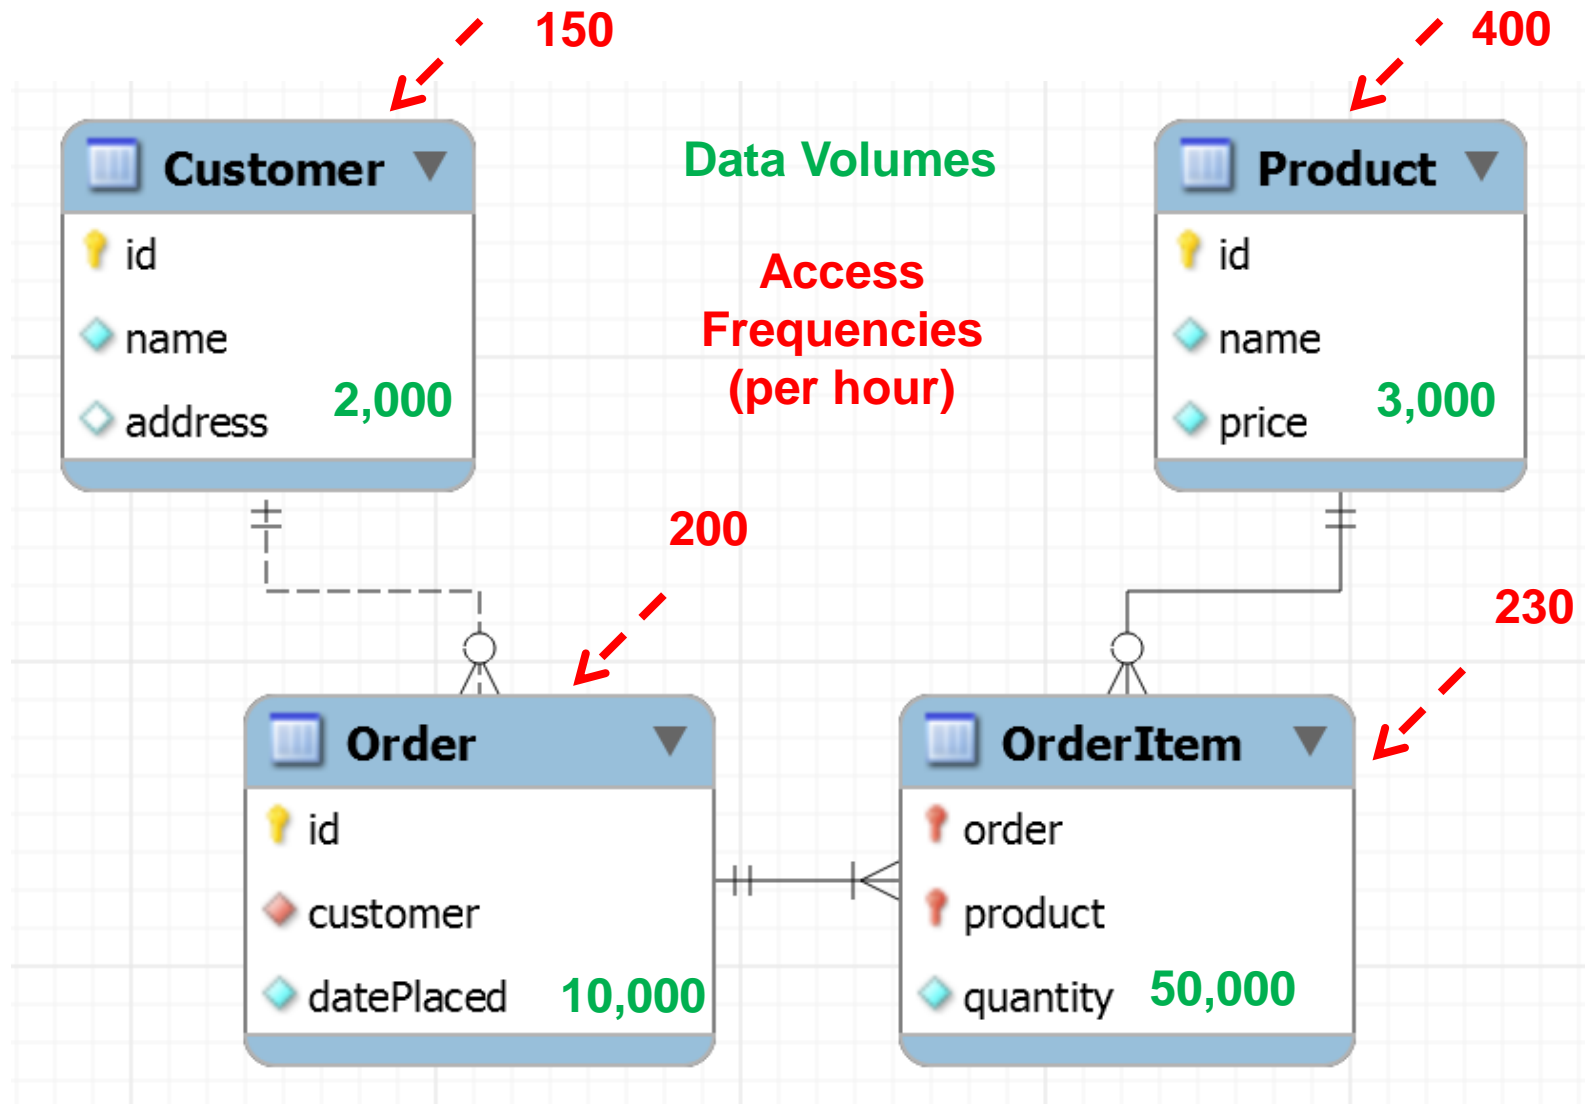 150
400
Customer
Data Volumes
Product
id
name
address
2,000
Access
Frequencies
(per hour)
id
name
price
3,000
200
230
Order
OrderItem
id
customer
datePlaced
10,000
order
product
quantity
50,000